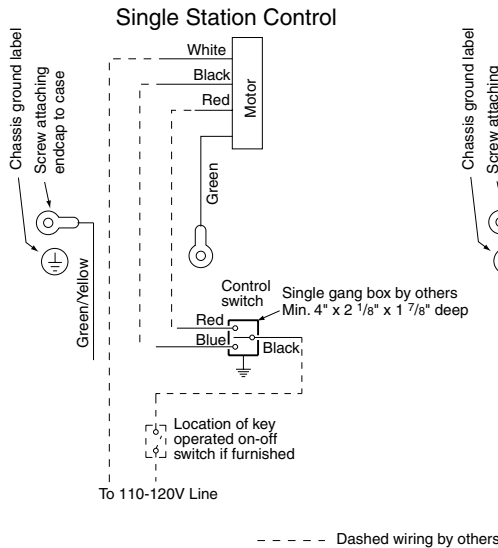 Single Station Control
White
Black
Red
Motor
Green
Chassis ground label
Screw attaching
endcap to case
Green/Yellow
Control
switch
Single gang box by others
Min. 4" x 2 1/8" x 1 7/8" deep
Red
Blue
Black
Location of key
operated on-off
switch if furnished
To 110-120V Line
Dashed wiring by others
Chassis ground label
Screw attaching